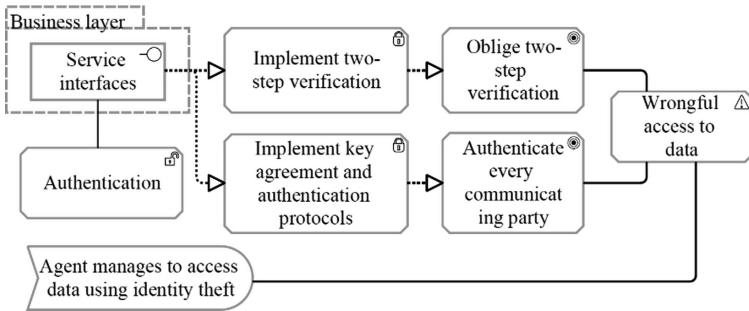 Business layer
Service
interfaces
Implement two-
step verification
Oblige two-
step
verification
Wrongful
access to
data
Authentication
Implement key
agreement and
authentication
protocols
Authenticate
every
communicat
ing party
Agent manages to access
data using identity theft